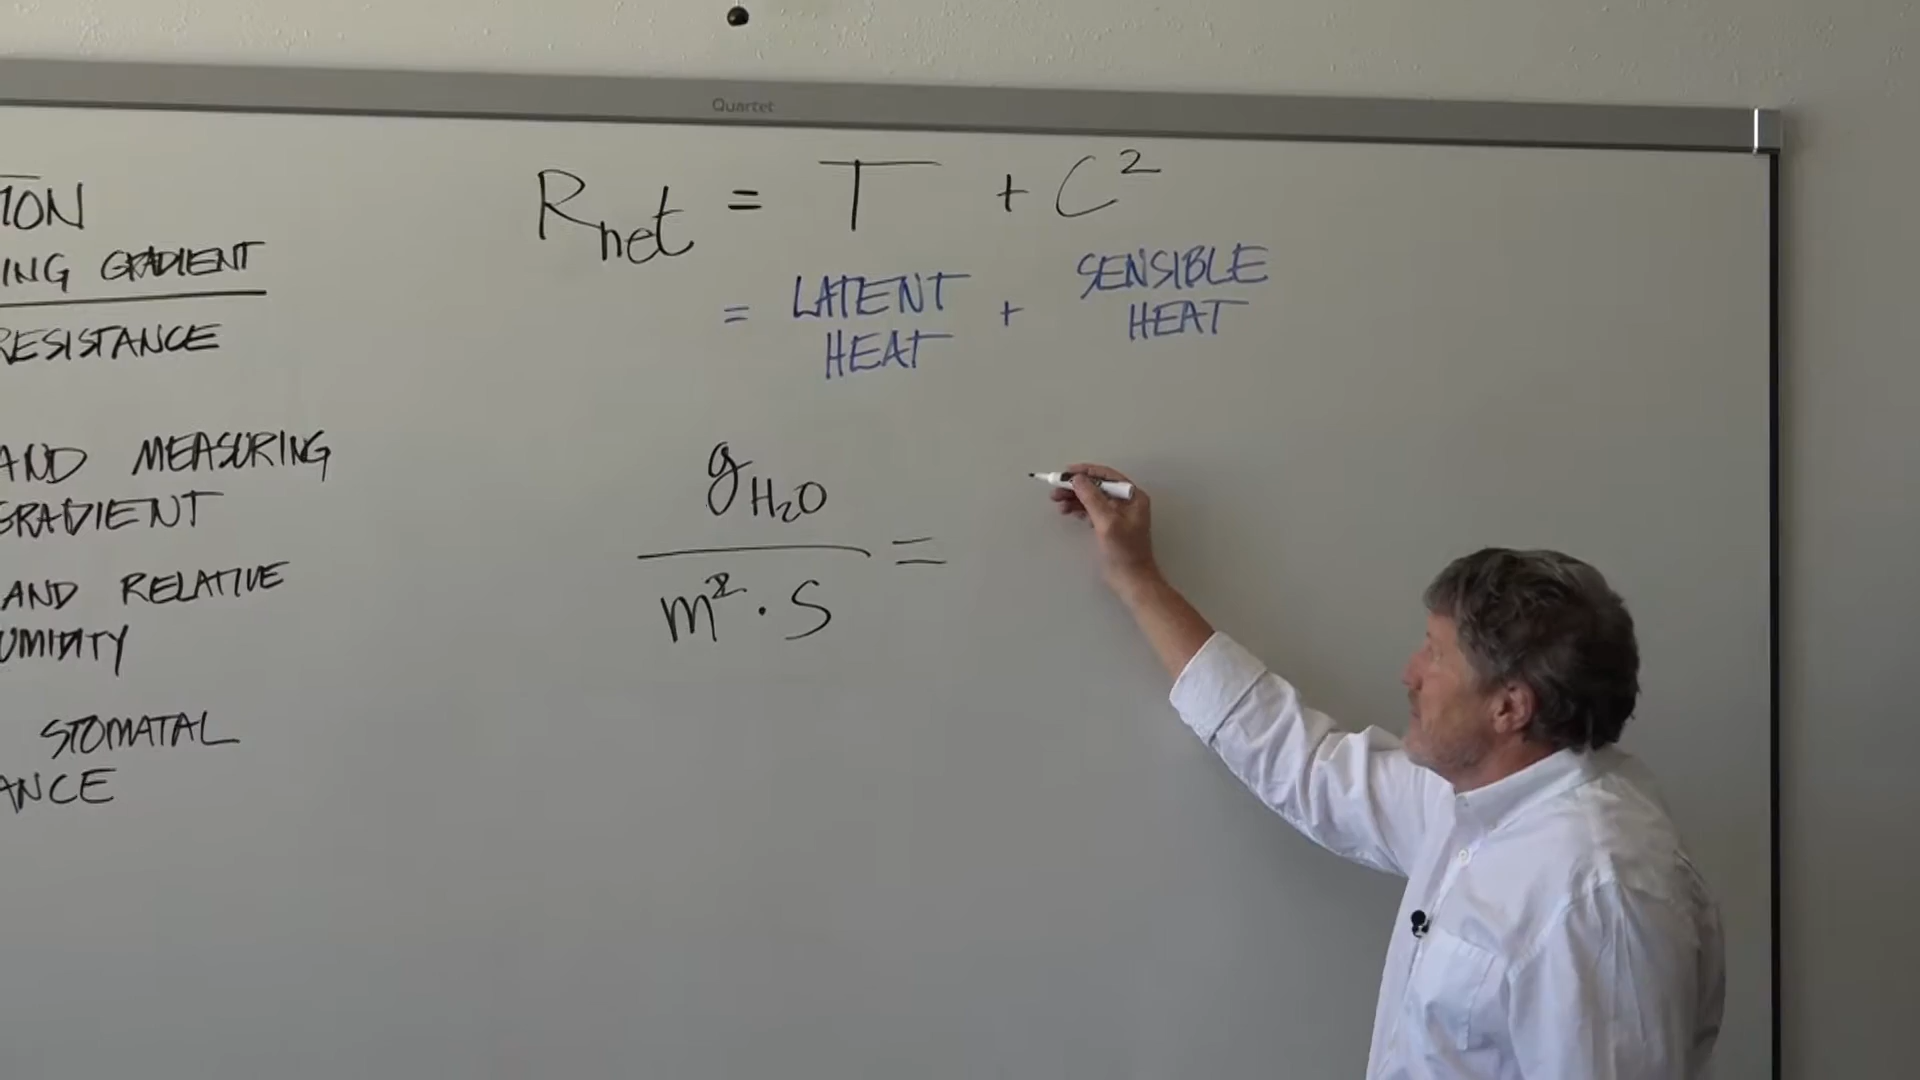 Quartet
ION
ING GRADIENT
RESISTANCE
AND MEASURING
GRADIENT
AND RELATIVE
UMIDITY
STOMATAL
ANCE
Rnet = T + C²
= LATENT HEAT + SENSIBLE HEAT
gH₂O
=
m² · S